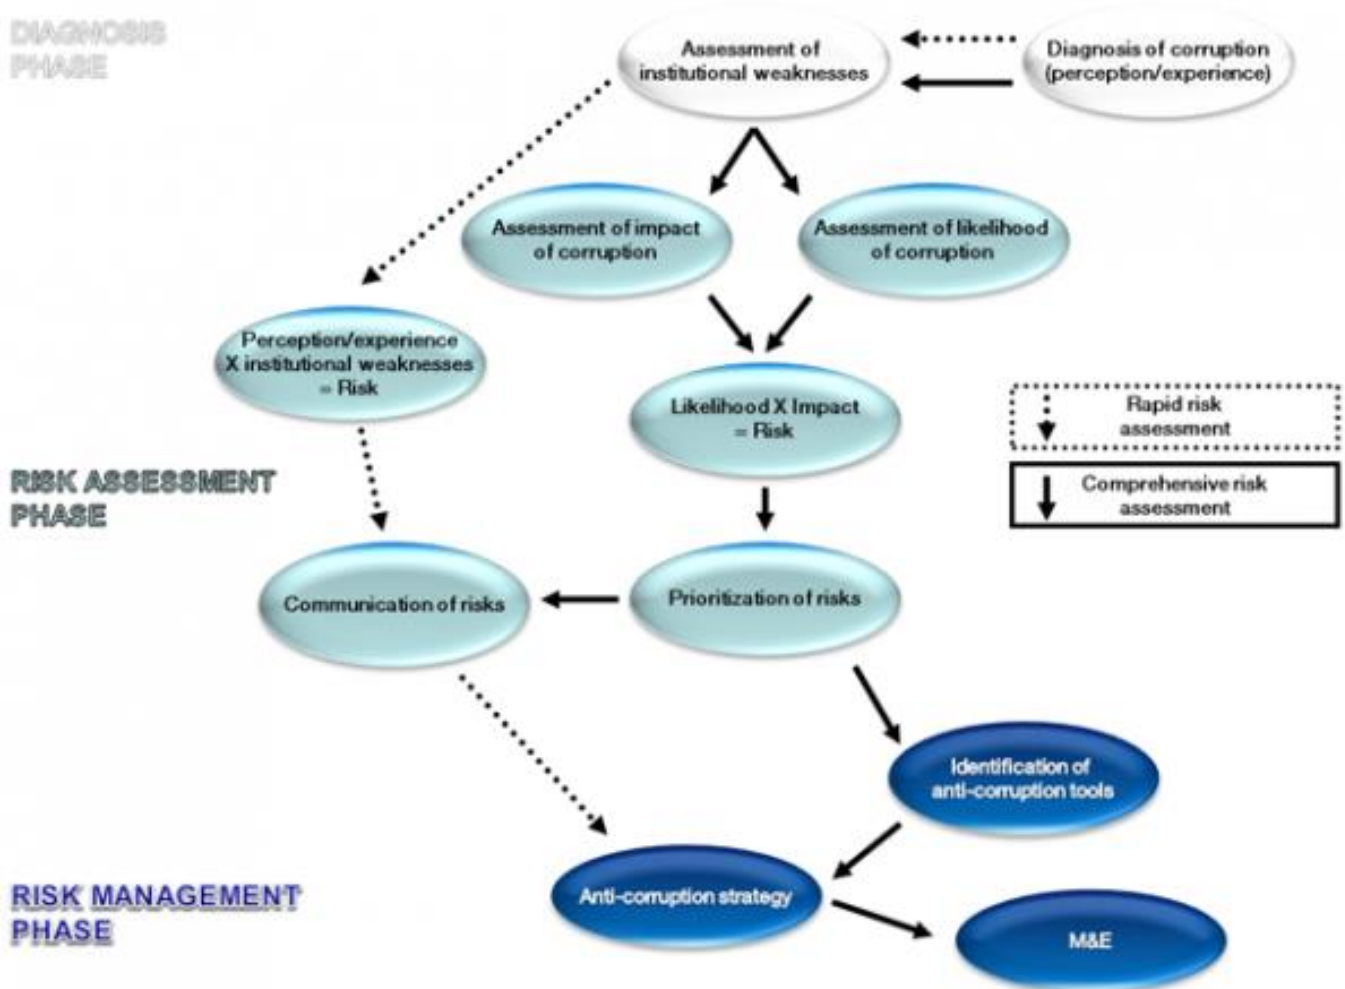 DIAGNOSIS
PHASE
Assessment of
institutional weaknesses
Diagnosis of corruption
(perception/experience)
Assessment of impact
of corruption
Assessment of likelihood
of corruption
Perception/experience
X institutional weaknesses
= Risk
Likelihood X Impact
= Risk
Rapid risk
assessment
Comprehensive risk
assessment
RISK ASSESSMENT
PHASE
Communication of risks
Prioritization of risks
Identification of
anti-corruption tools
Anti-corruption strategy
RISK MANAGEMENT
PHASE
M&E